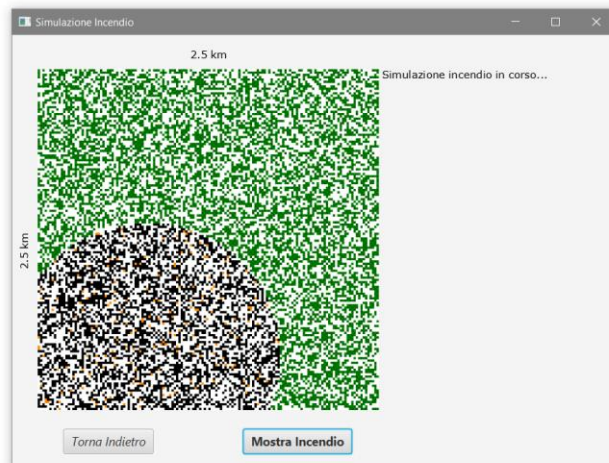 Simulazione Incendio
2.5 km
Simulazione incendio in corso...
2.5 km
Torna Indietro
Mostra Incendio